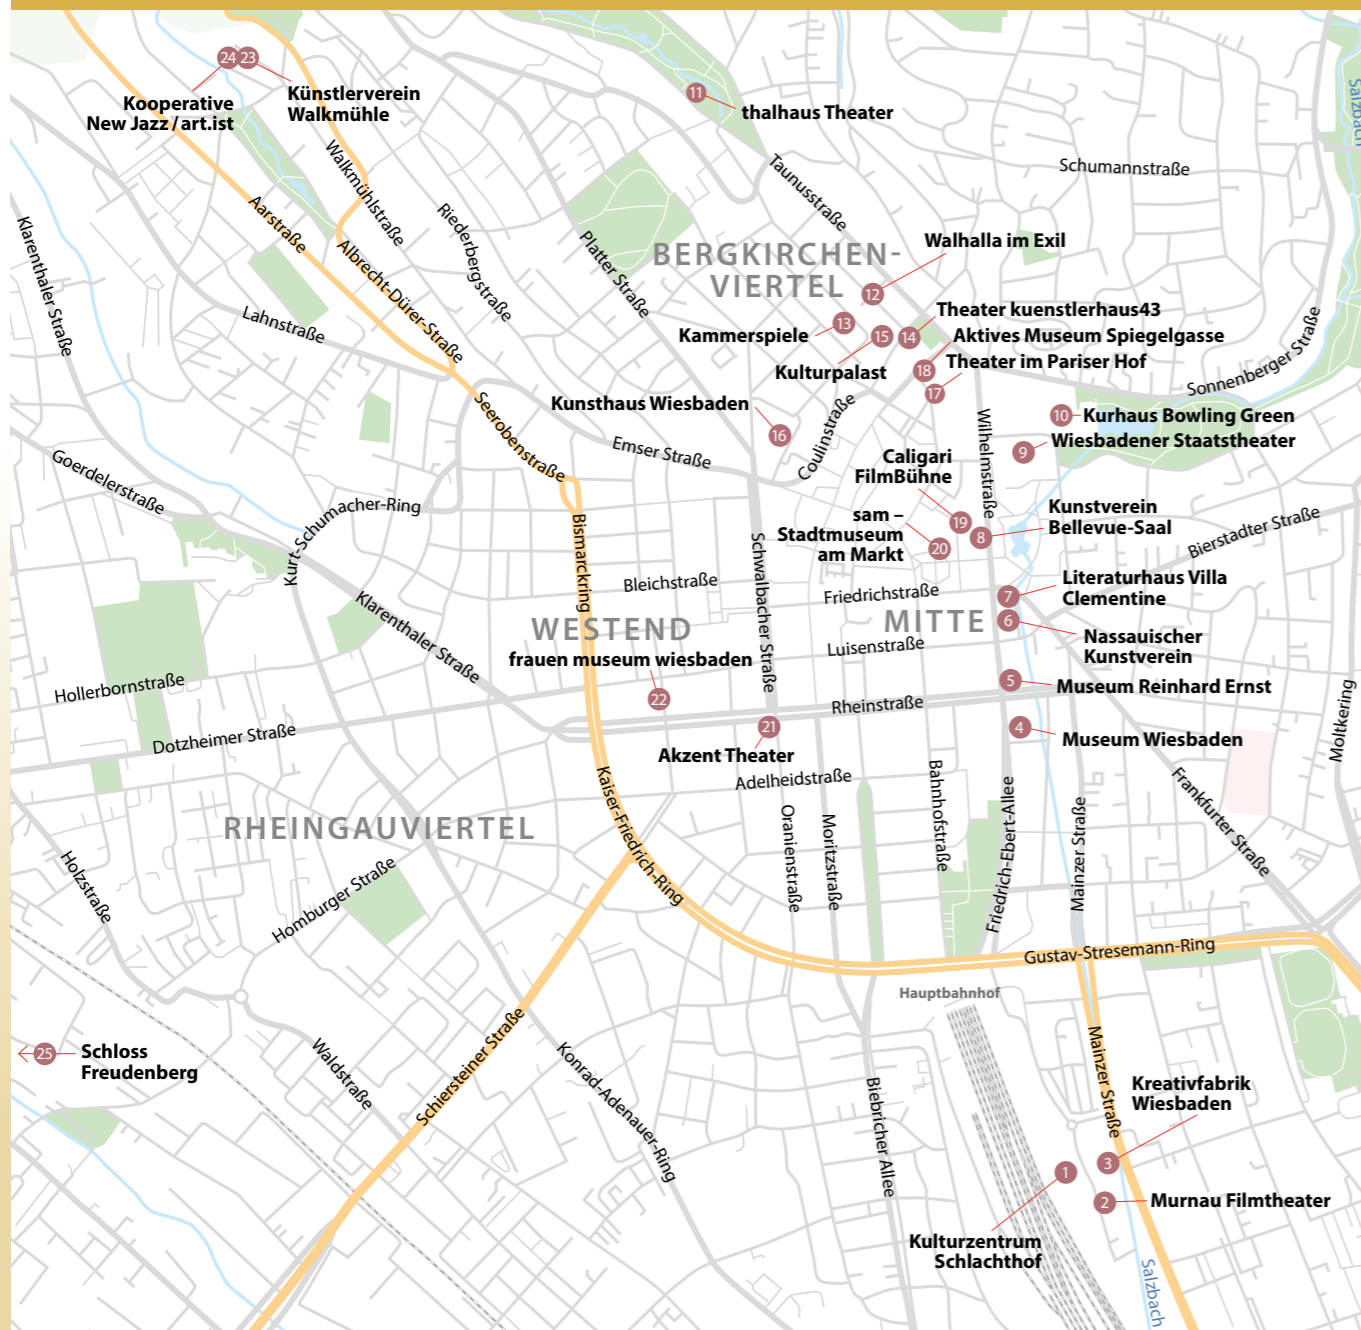 24
23
Kooperative
New Jazz / art.ist
Künstlerverein
Walkmühle
11
thalhaus Theater
Salzbach
Schumannstraße
Taunusstraße
Walkmühlstraße
Aarstraße
Albrecht-Dürer-Straße
Riederbergstraße
Platter Straße
Klarenthaler Straße
Lahnstraße
BERGKIRCHEN-
VIERTEL
Walhalla im Exil
12
Kammerspiele
13
15
14
Theater kuenstlerhaus43
Aktives Museum Spiegelgasse
18
Theater im Pariser Hof
17
Kulturpalast
Sonnenberger Straße
Kunsthaus Wiesbaden
16
Coulinstraße
Wilhelmstraße
10
Kurhaus Bowling Green
9
Wiesbadener Staatstheater
Seerobenstraße
Emser Straße
Goerdelerstraße
Kurt-Schumacher-Ring
Bismarckring
Caligari
FilmBühne
19
sam –
Stadtmuseum
am Markt
20
8
Kunstverein
Bellevue-Saal
Bierstadter Straße
Schwalbacher Straße
Bleichstraße
Friedrichstraße
7
Literaturhaus Villa
Clementine
Klarenthaler Straße
WESTEND
MITTE
6
Nassauischer
Kunstverein
Luisenstraße
frauen museum wiesbaden
22
5
Museum Reinhard Ernst
Hollerbornstraße
Dotzheimer Straße
Rheinstraße
21
Akzent Theater
4
Museum Wiesbaden
Moltkering
Adelheidstraße
Kaiser-Friedrich-Ring
Oranienstraße
Moritzstraße
Bahnhofstraße
Friedrich-Ebert-Allee
Mainzer Straße
Frankfurter Straße
RHEINGAUVIERTEL
Holzstraße
Homburger Straße
Gustav-Stresemann-Ring
Hauptbahnhof
25
Schloss
Freudenberg
Waldstraße
Schiersteiner Straße
Konrad-Adenauer-Ring
Biebricher Allee
Mainzer Straße
Kreativfabrik
Wiesbaden
3
1
2
Murnau Filmtheater
Kulturzentrum
Schlachthof
Salzbach